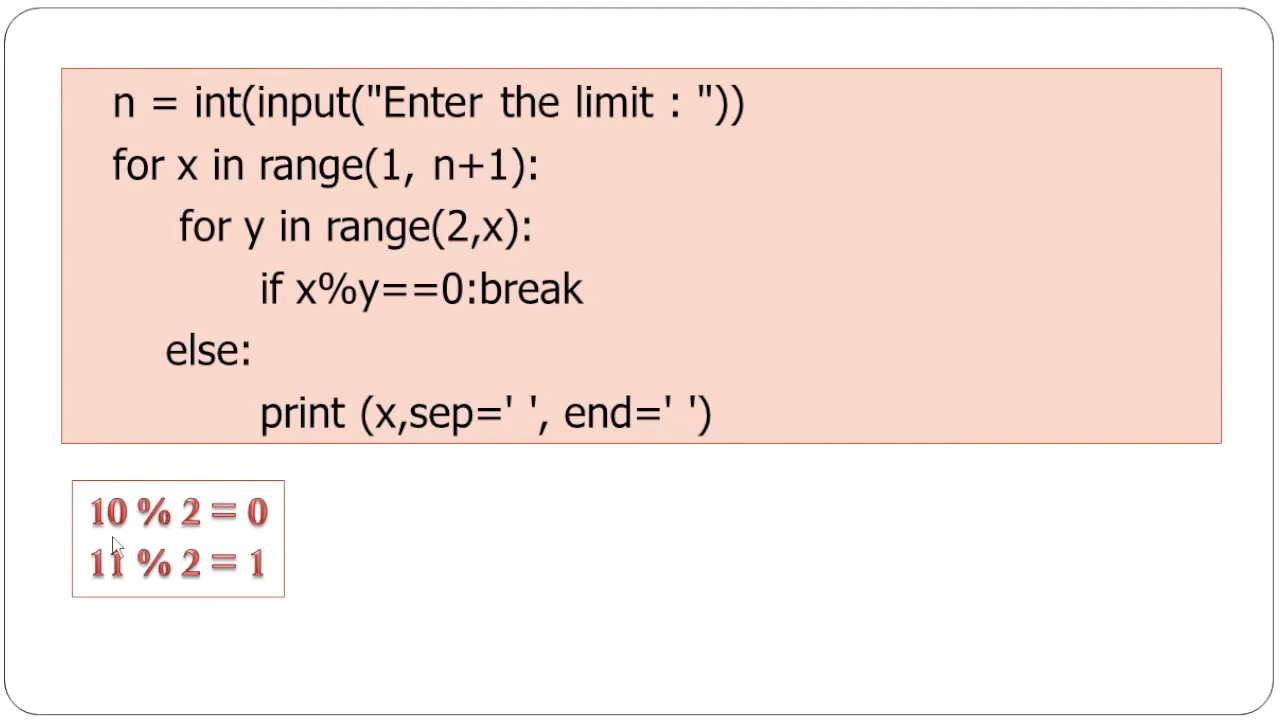 n = int(input("Enter the limit : "))
for x in range(1, n+1):
for y in range(2,x):
if x%y==0:break
else:
print (x,sep=' ', end=' ')
10 % 2 = 0
11 % 2 = 1